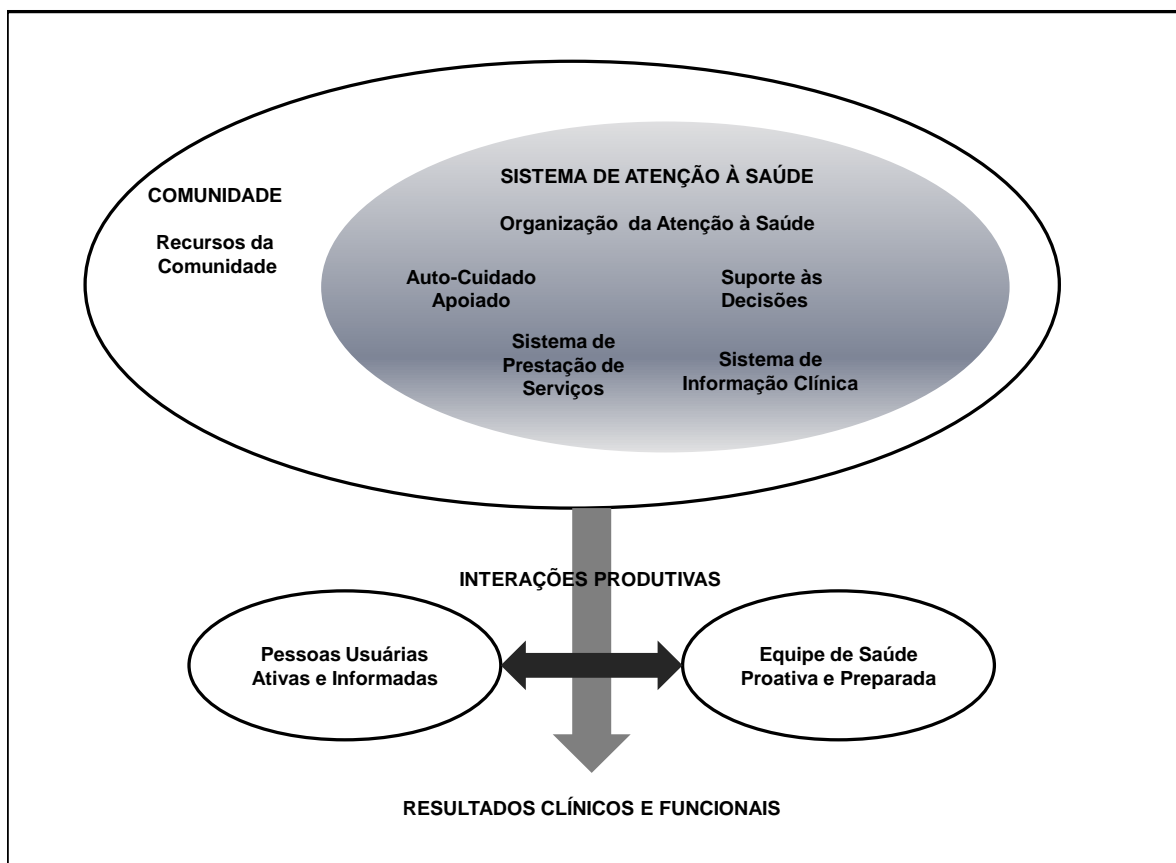 COMUNIDADE
Recursos da
Comunidade
SISTEMA DE ATENÇÃO À SAÚDE
Organização da Atenção à Saúde
Auto-Cuidado
Apoiado
Suporte às
Decisões
Sistema de
Prestação de
Serviços
Sistema de
Informação Clínica
INTERAÇÕES PRODUTIVAS
Pessoas Usuárias
Ativas e Informadas
Equipe de Saúde
Proativa e Preparada
RESULTADOS CLÍNICOS E FUNCIONAIS